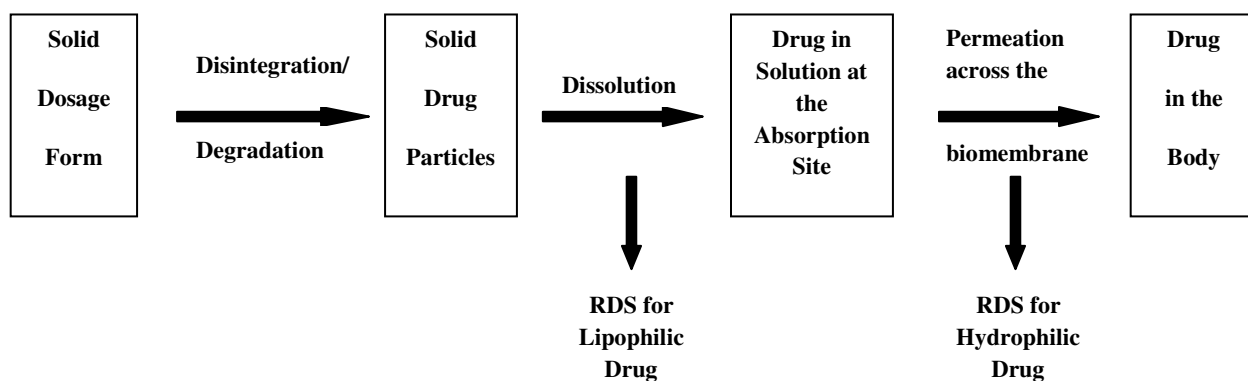 Solid
Dosage
Form
Disintegration/
Degradation
Solid
Drug
Particles
Dissolution
Drug in
Solution at
the
Absorption
Site
Permeation
across the
biomembrane
Drug
in the
Body
RDS for
Lipophilic
Drug
RDS for
Hydrophilic
Drug